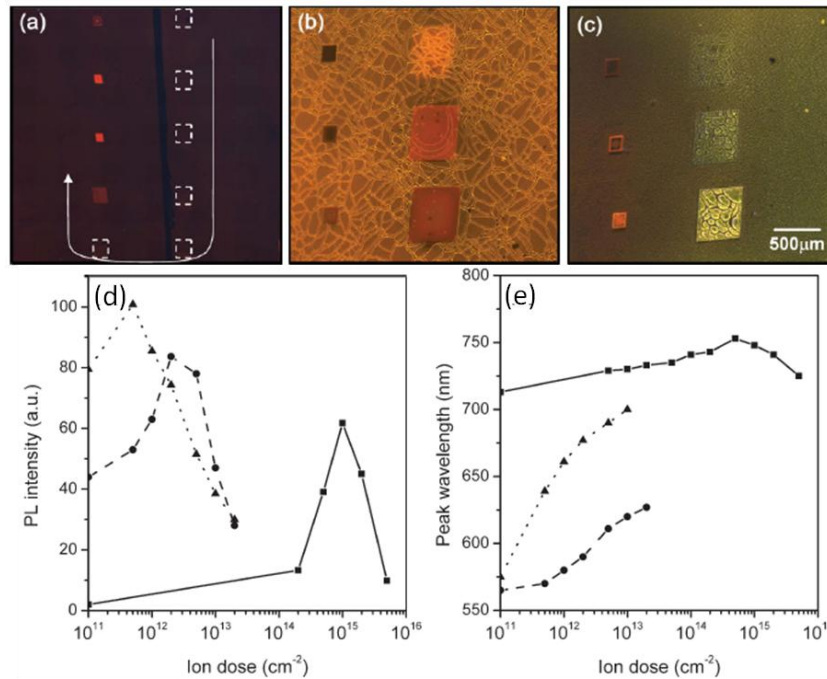 (a)
(b)
(c)
500μm
(d)
100
80
60
40
20
0
PL intensity (a.u.)
10¹¹ 10¹² 10¹³ 10¹⁴ 10¹⁵ 10¹⁶
Ion dose (cm⁻²)
(e)
800
750
700
650
600
550
Peak wavelength (nm)
10¹¹ 10¹² 10¹³ 10¹⁴ 10¹⁵
Ion dose (cm⁻²)